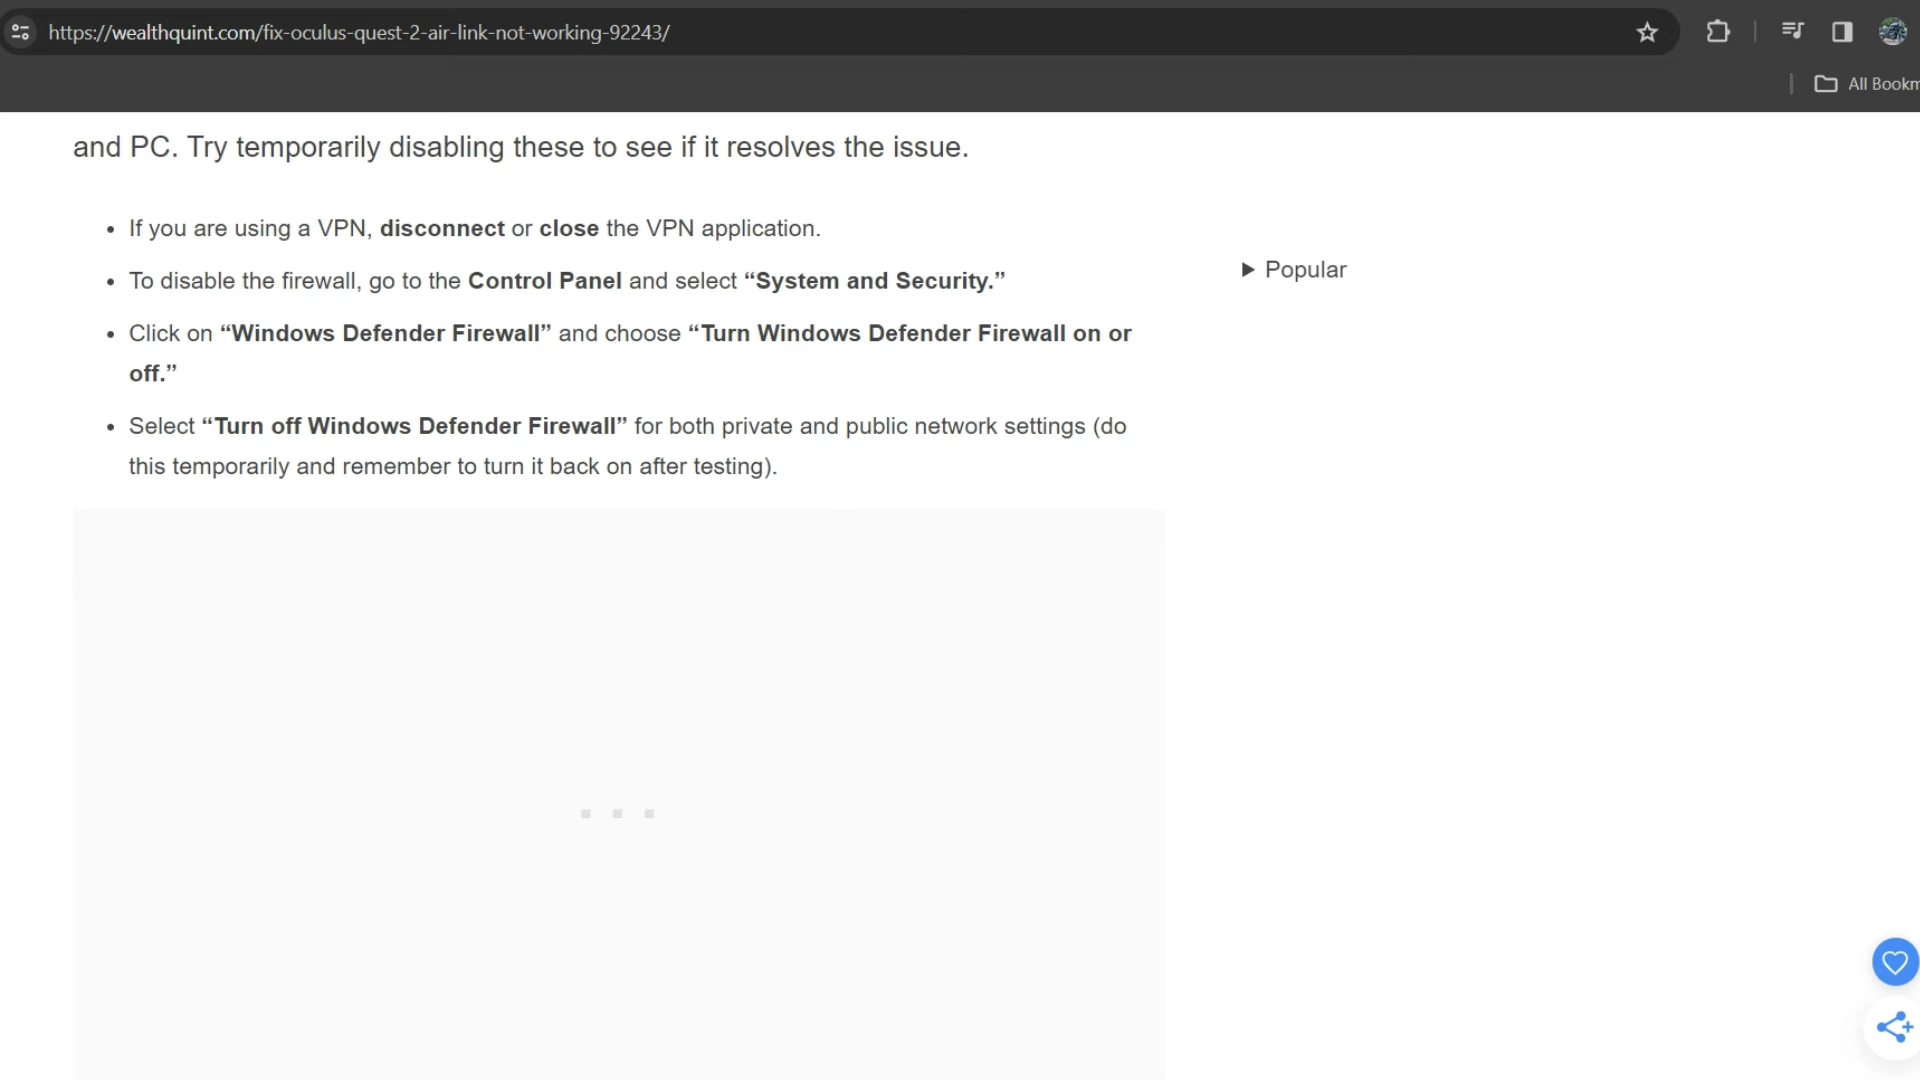 https://wealthquint.com/fix-oculus-quest-2-air-link-not-working-92243/
All Bookm
and PC. Try temporarily disabling these to see if it resolves the issue.
• If you are using a VPN, disconnect or close the VPN application.
• To disable the firewall, go to the Control Panel and select “System and Security.”
▶ Popular
• Click on “Windows Defender Firewall” and choose “Turn Windows Defender Firewall on or
off.”
• Select “Turn off Windows Defender Firewall” for both private and public network settings (do
this temporarily and remember to turn it back on after testing).